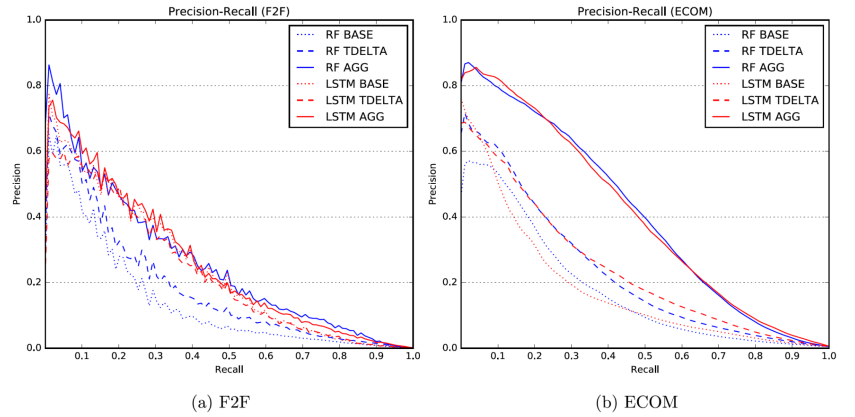 Precision-Recall (F2F)
1.0
0.8
0.6
0.4
0.2
0.0
Precision
RF BASE
RF TDELTA
RF AGG
LSTM BASE
LSTM TDELTA
LSTM AGG
0.1 0.2 0.3 0.4 0.5 0.6 0.7 0.8 0.9 1.0
Recall
(a) F2F
Precision-Recall (ECOM)
1.0
0.8
0.6
0.4
0.2
0.0
Precision
RF BASE
RF TDELTA
RF AGG
LSTM BASE
LSTM TDELTA
LSTM AGG
0.1 0.2 0.3 0.4 0.5 0.6 0.7 0.8 0.9 1.0
Recall
(b) ECOM